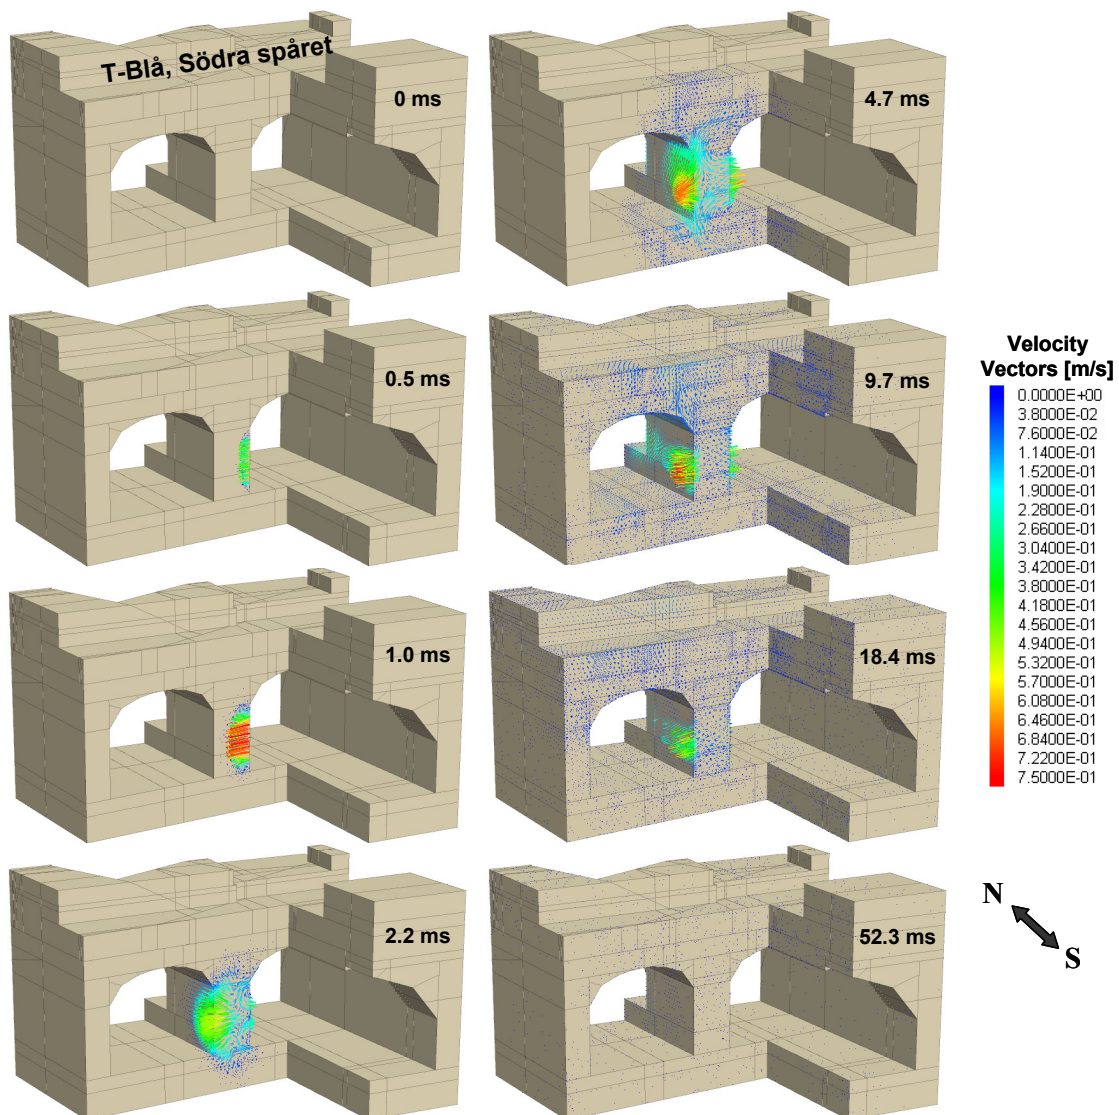 T-Blå, Södra spåret
0 ms
0.5 ms
1.0 ms
2.2 ms
4.7 ms
9.7 ms
18.4 ms
52.3 ms
Velocity
Vectors [m/s]
0.0000E+00
3.8000E-02
7.6000E-02
1.1400E-01
1.5200E-01
1.9000E-01
2.2800E-01
2.6600E-01
3.0400E-01
3.4200E-01
3.8000E-01
4.1800E-01
4.5600E-01
4.9400E-01
5.3200E-01
5.7000E-01
6.0800E-01
6.4600E-01
6.8400E-01
7.2200E-01
7.5000E-01
N
S